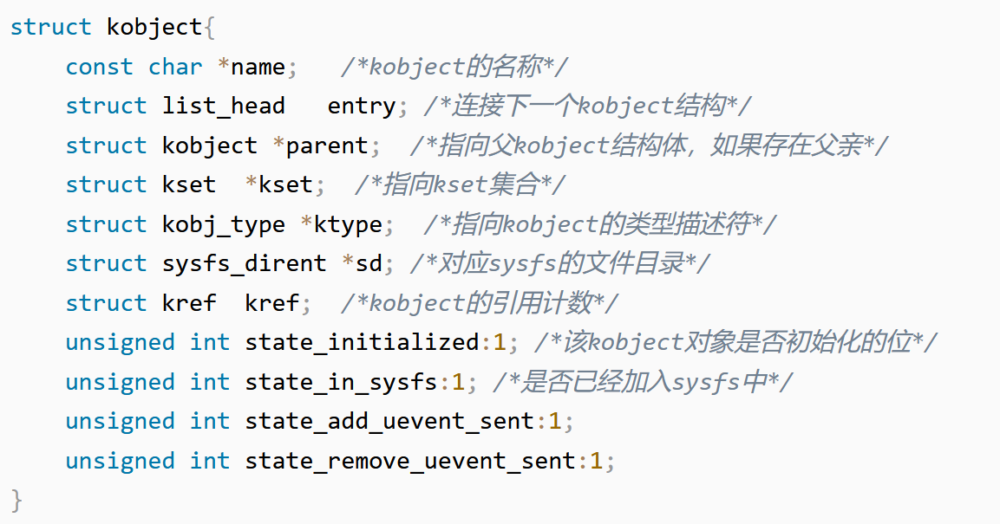 struct kobject{
    const char *name;   /*kobject的名称*/
    struct list_head   entry; /*连接下一个kobject结构*/
    struct kobject *parent;  /*指向父kobject结构体，如果存在父亲*/
    struct kset  *kset;  /*指向kset集合*/
    struct kobj_type *ktype;  /*指向kobject的类型描述符*/
    struct sysfs_dirent *sd; /*对应sysfs的文件目录*/
    struct kref  kref;  /*kobject的引用计数*/
    unsigned int state_initialized:1; /*该kobject对象是否初始化的位*/
    unsigned int state_in_sysfs:1; /*是否已经加入sysfs中*/
    unsigned int state_add_uevent_sent:1;
    unsigned int state_remove_uevent_sent:1;
}